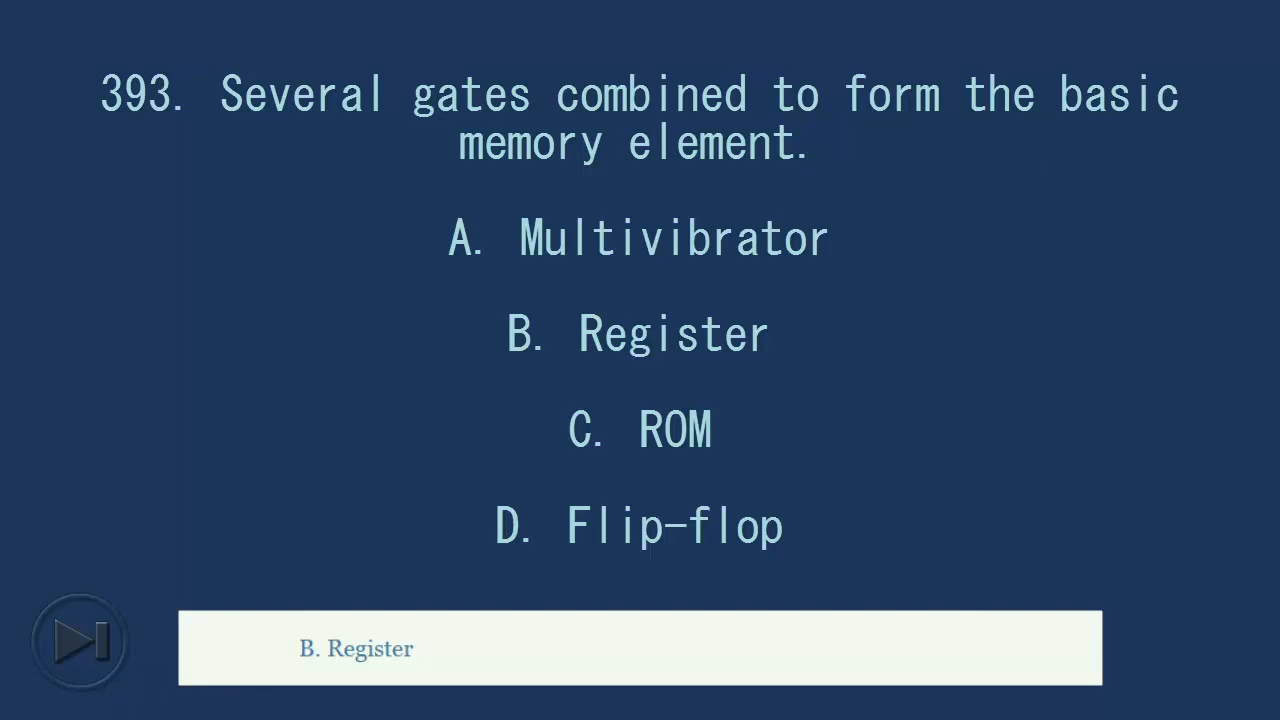 393. Several gates combined to form the basic
memory element.
A. Multivibrator
B. Register
C. ROM
D. Flip-flop
B. Register